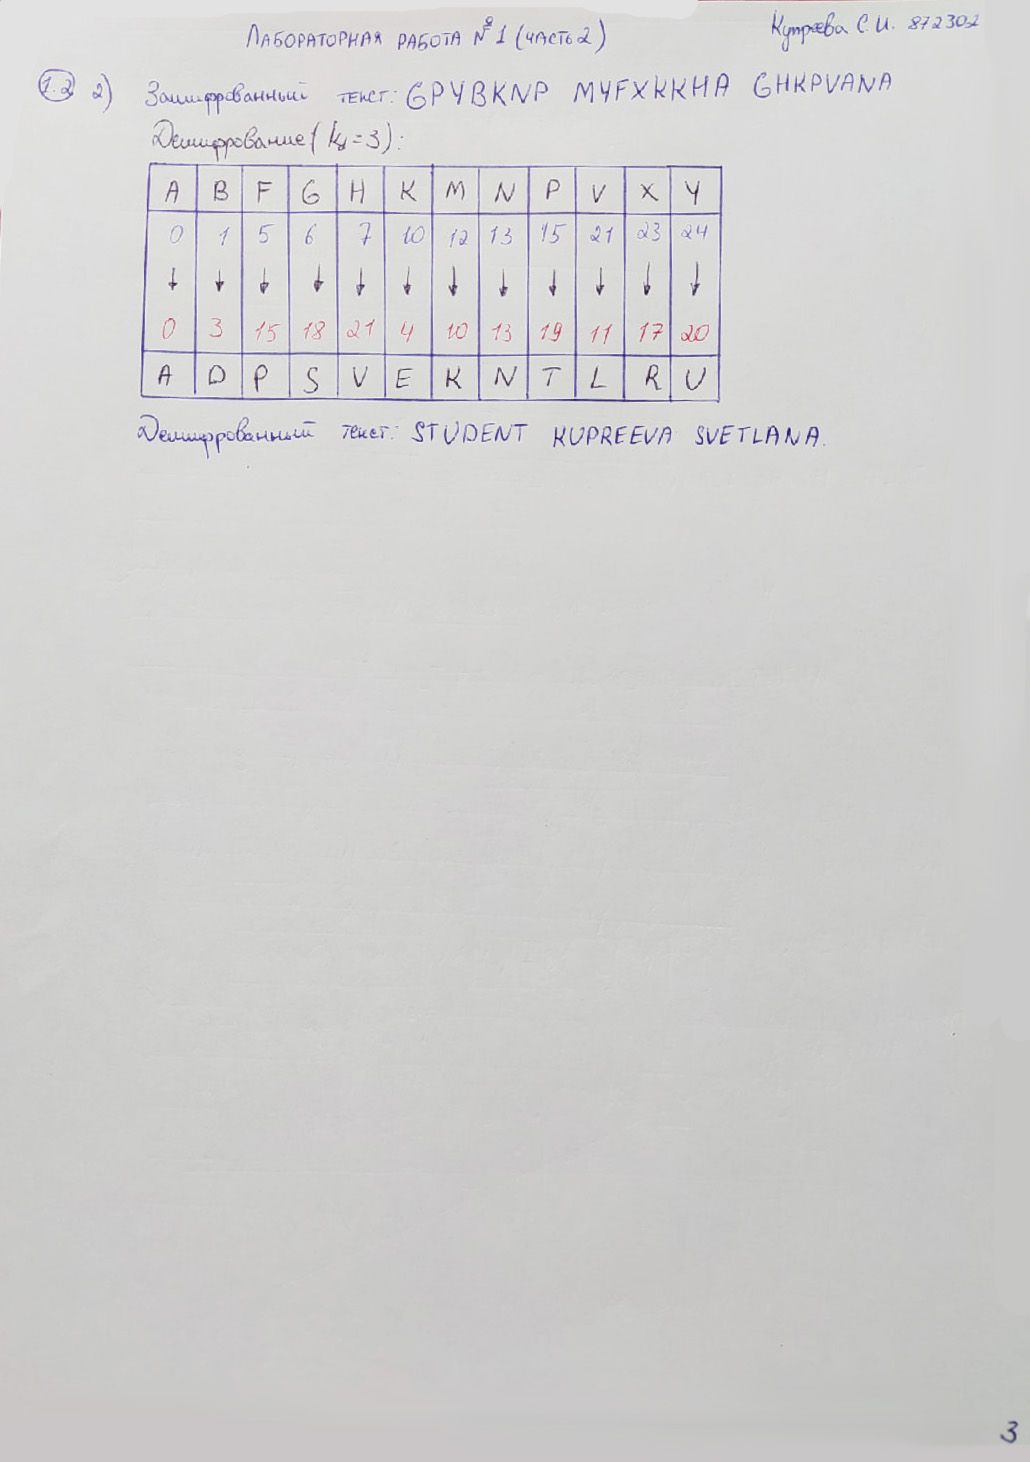 Лабораторная работа №1 (часть 2)
Купреева С.И. 872302
1.2 2) Зашифрованный текст: GPYBKNP MYFXKKHA GHKPVANA
Дешифрование (kд=3):
A B F G H K M N P V X Y
0 1 5 6 7 10 12 13 15 21 23 24
↓ ↓ ↓ ↓ ↓ ↓ ↓ ↓ ↓ ↓ ↓ ↓
0 3 15 18 21 4 10 13 19 11 17 20
A D P S V E K N T L R U
Дешифрованный текст: STUDENT KUPREEVA SVETLANA.
3